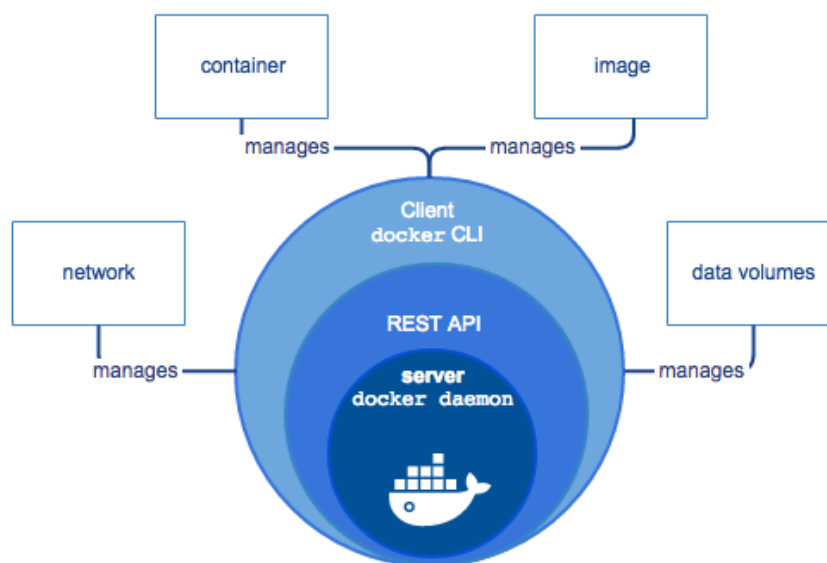 container
image
manages
manages
Client
docker CLI
network
data volumes
REST API
manages
server
manages
docker daemon